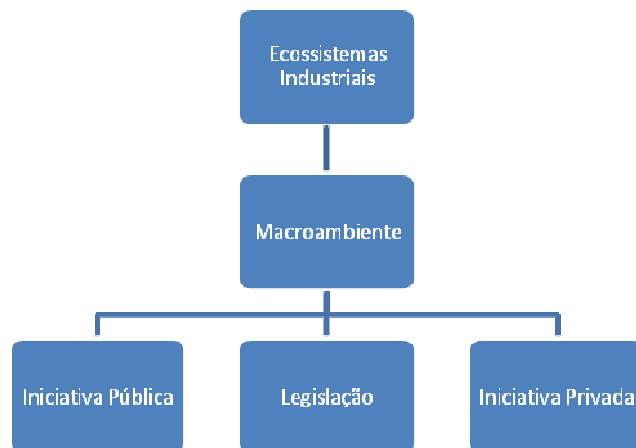 Ecossistemas
Industriais
Macroambiente
Iniciativa Pública
Legislação
Iniciativa Privada